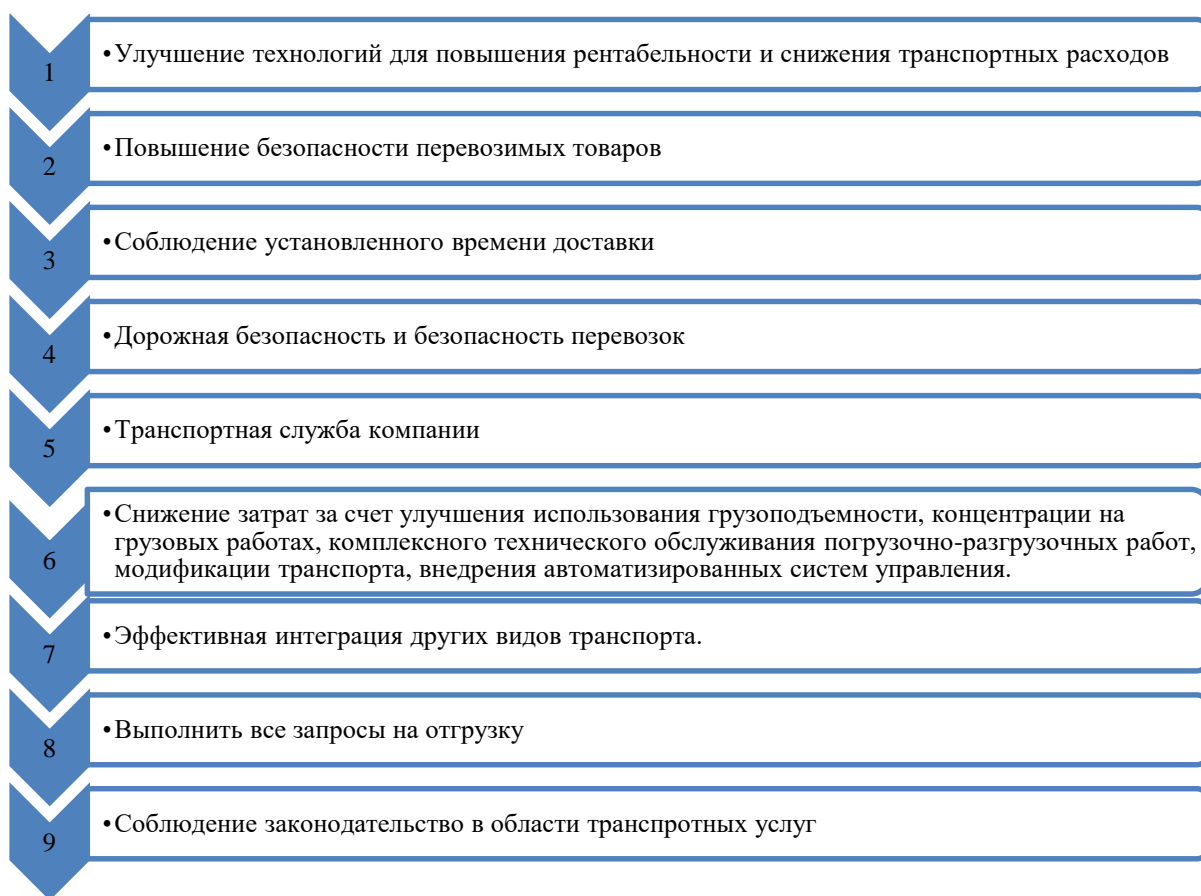 1
•Улучшение технологий для повышения рентабельности и снижения транспортных расходов
2
•Повышение безопасности перевозимых товаров
3
•Соблюдение установленного времени доставки
4
•Дорожная безопасность и безопасность перевозок
5
•Транспортная служба компании
6
•Снижение затрат за счет улучшения использования грузоподъемности, концентрации на
грузовых работах, комплексного технического обслуживания погрузочно-разгрузочных работ,
модификации транспорта, внедрения автоматизированных систем управления.
7
•Эффективная интеграция других видов транспорта.
8
•Выполнить все запросы на отгрузку
9
•Соблюдение законодательство в области транспротных услуг